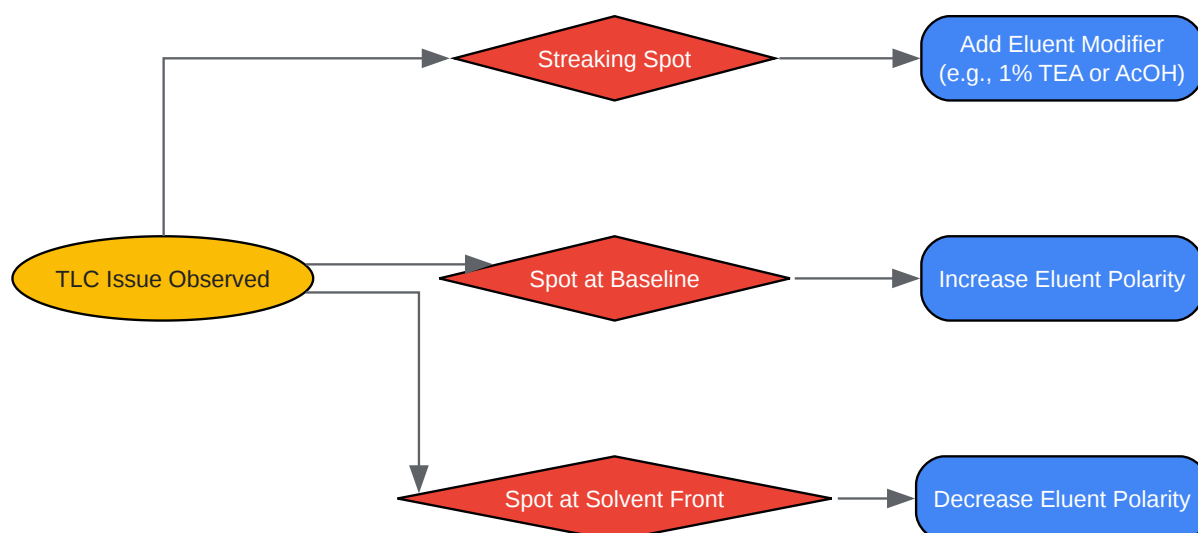 Streaking Spot
Add Eluent Modifier
(e.g., 1% TEA or AcOH)
TLC Issue Observed
Spot at Baseline
Increase Eluent Polarity
Spot at Solvent Front
Decrease Eluent Polarity